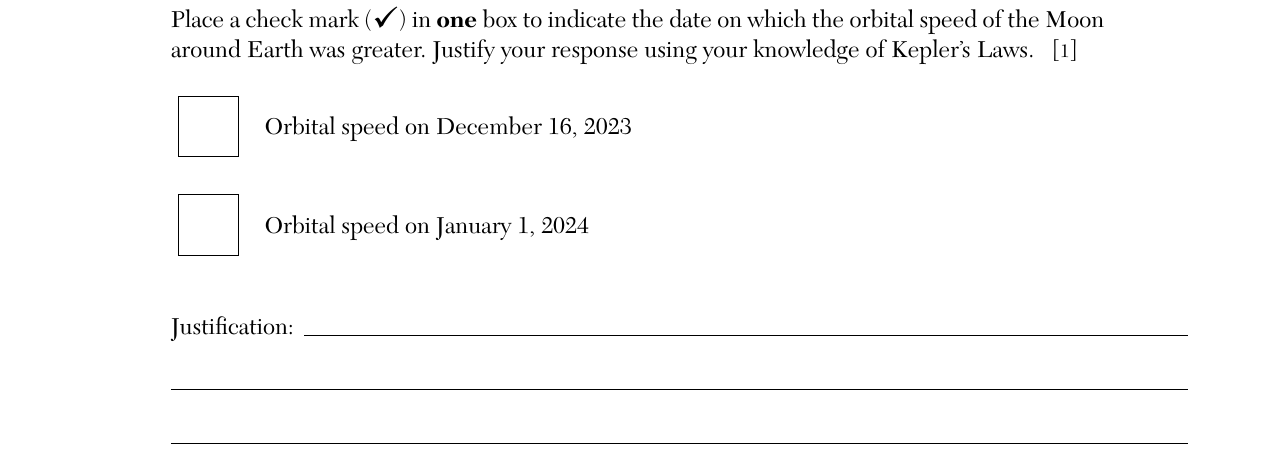 Place a check mark (✓) in one box to indicate the date on which the orbital speed of the Moon
around Earth was greater. Justify your response using your knowledge of Kepler’s Laws. [1]
Orbital speed on December 16, 2023
Orbital speed on January 1, 2024
Justification: